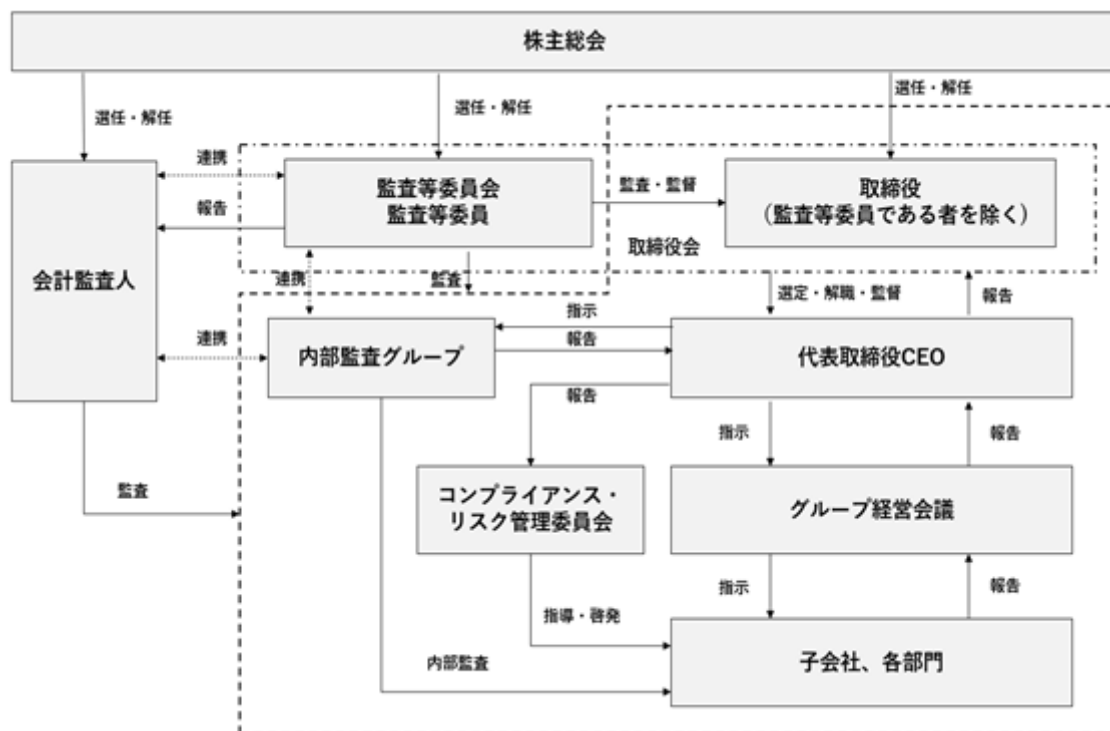 株主総会
選任・解任
選任・解任
選任・解任
連携
監査等委員会
監査等委員
監査・監督
取締役
（監査等委員である者を除く）
報告
取締役会
会計監査人
連携
監査
選定・解職・監督
報告
指示
連携
内部監査グループ
報告
代表取締役CEO
報告
指示
報告
監査
コンプライアンス・
リスク管理委員会
グループ経営会議
指示
報告
指導・啓発
内部監査
子会社、各部門